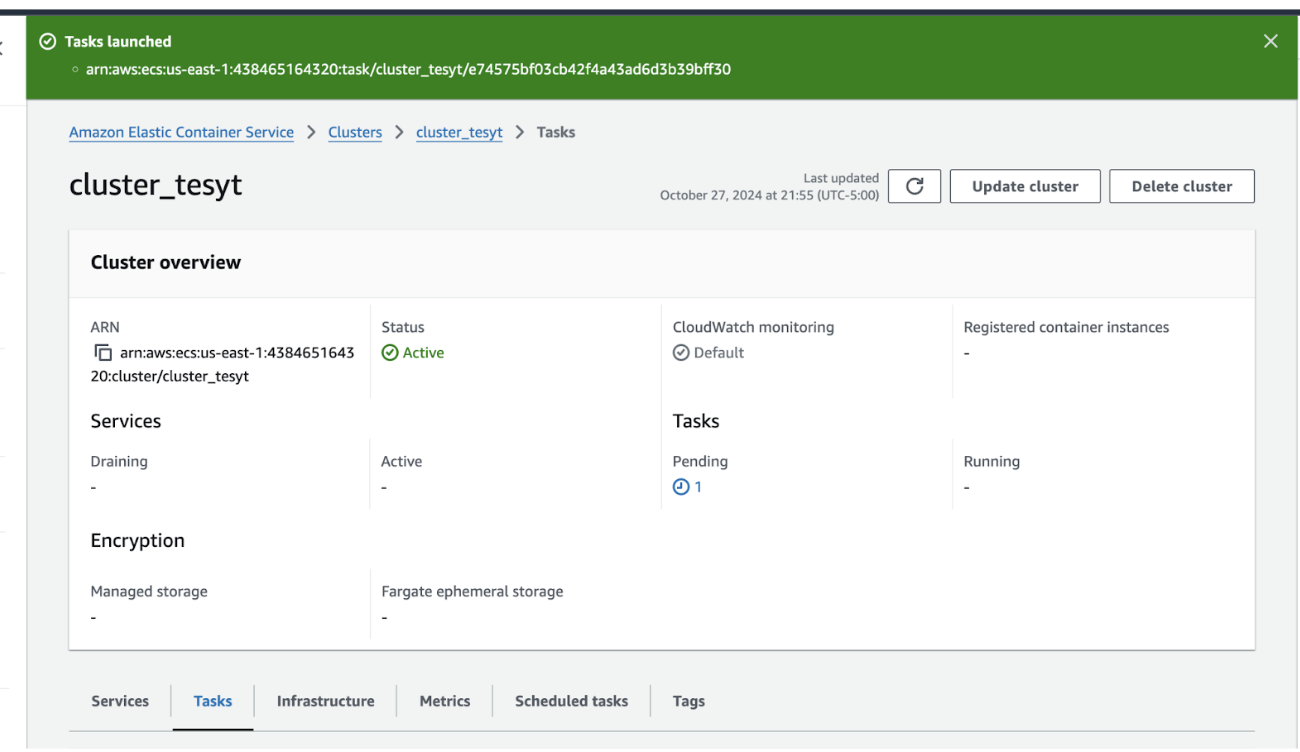 Tasks launched
arn:aws:ecs:us-east-1:438465164320:task/cluster_tesyt/e74575bf03cb42f4a43ad6d3b39bff30
Amazon Elastic Container Service > Clusters > cluster_tesyt > Tasks
cluster_tesyt
Last updated
October 27, 2024 at 21:55 (UTC-5:00)
Update cluster
Delete cluster
Cluster overview
ARN
arn:aws:ecs:us-east-1:4384651643
20:cluster/cluster_tesyt
Status
Active
CloudWatch monitoring
Default
Registered container instances
-
Services
Draining
-
Active
-
Tasks
Pending
1
Running
-
Encryption
Managed storage
-
Fargate ephemeral storage
-
Services
Tasks
Infrastructure
Metrics
Scheduled tasks
Tags